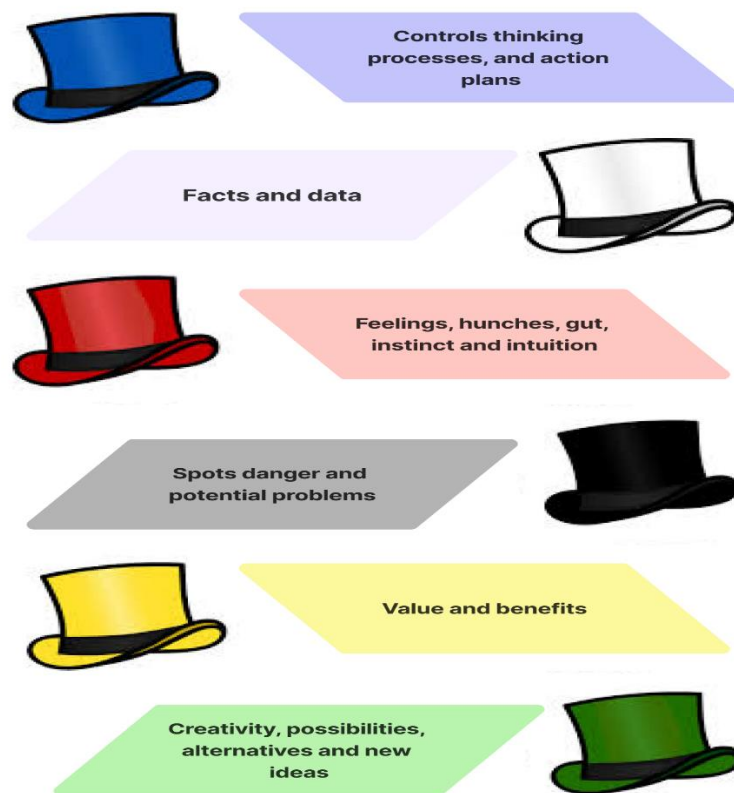 Controls thinking
processes, and action
plans
Facts and data
Feelings, hunches, gut,
instinct and intuition
Spots danger and
potential problems
Value and benefits
Creativity, possibilities,
alternatives and new
ideas